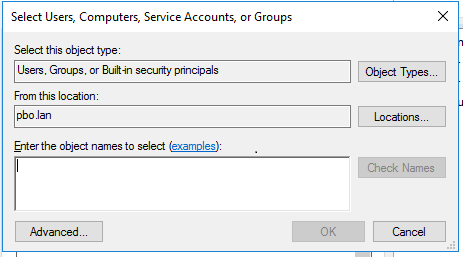 Select Users, Computers, Service Accounts, or Groups
Select this object type:
Users, Groups, or Built-in security principals
Object Types...
From this location:
pbo.lan
Locations...
Enter the object names to select (examples):
Check Names
Advanced...
OK
Cancel